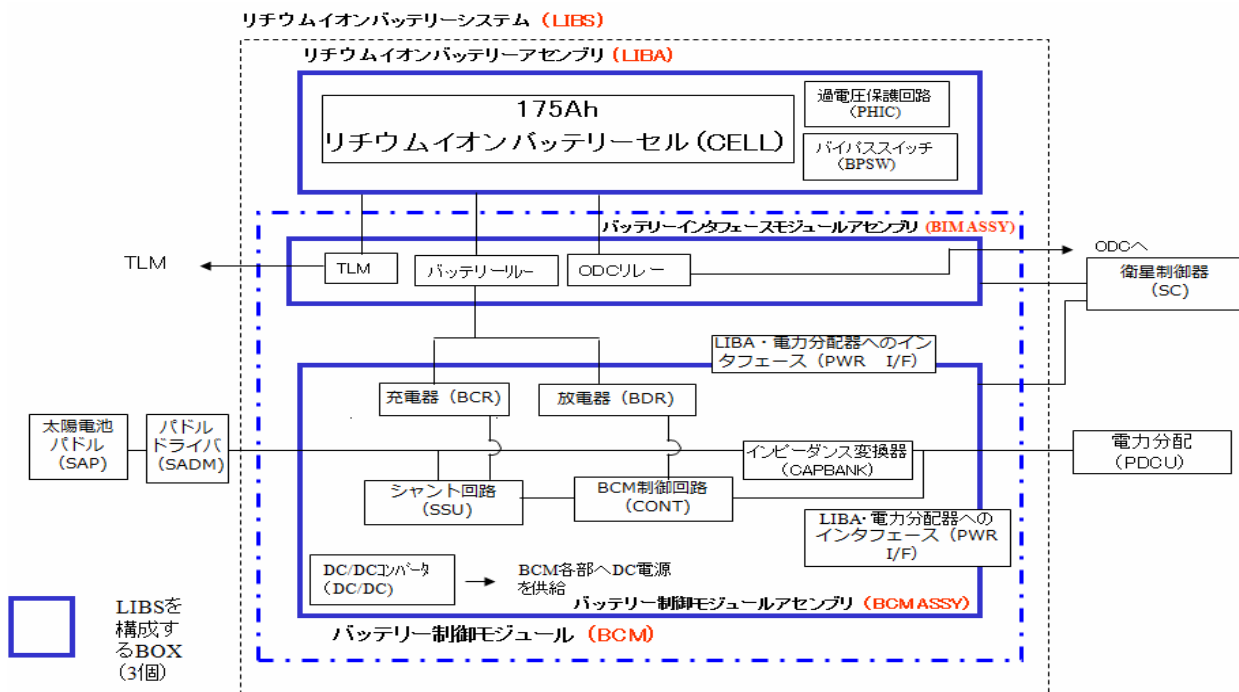 リチウムイオンバッテリーシステム (LIBS)
リチウムイオンバッテリーアセンブリ(LIBA)
175Ah
リチウムイオンバッテリーセル(CELL)
過電圧保護回路
(PHIC)
バイパススイッチ
(BPSW)
バッテリーインタフェースモジュールアセンブリ(BIM ASSY)
TLM
TLM
バッテリーリレー
ODCリレー
ODCへ
衛星制御器
(SC)
LIBA・電力分配器へのイン
タフェース(PWR I/F)
充電器(BCR)
放電器(BDR)
太陽電池
パドル
(SAP)
パドル
ドライバ
(SADM)
インピーダンス変換器
(CAPBANK)
電力分配
(PDCU)
シャント回路
(SSU)
BCM制御回路
(CONT)
LIBA・電力分配器への
インタフェース(PWR
I/F)
DC/DCコンバータ
(DC/DC)
BCM各部へDC電源
を供給
バッテリー制御モジュールアセンブリ(BCM ASSY)
バッテリー制御モジュール (BCM)
LIBSを
構成す
るBOX
(3個)